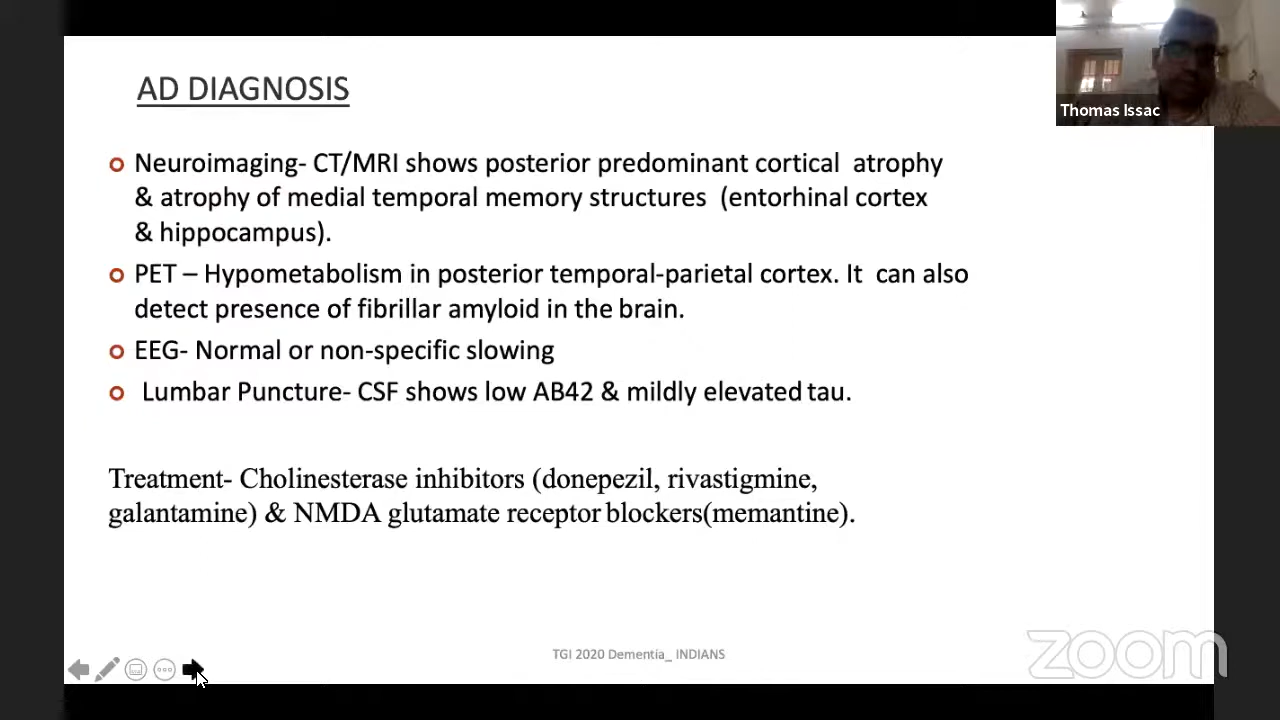 AD DIAGNOSIS
Thomas Issac
Neuroimaging- CT/MRI shows posterior predominant cortical atrophy
& atrophy of medial temporal memory structures (entorhinal cortex
& hippocampus).
PET – Hypometabolism in posterior temporal-parietal cortex. It can also
detect presence of fibrillar amyloid in the brain.
EEG- Normal or non-specific slowing
Lumbar Puncture- CSF shows low AB42 & mildly elevated tau.
Treatment- Cholinesterase inhibitors (donepezil, rivastigmine,
galantamine) & NMDA glutamate receptor blockers(memantine).
TGI 2020 Dementia_ INDIANS
zoom